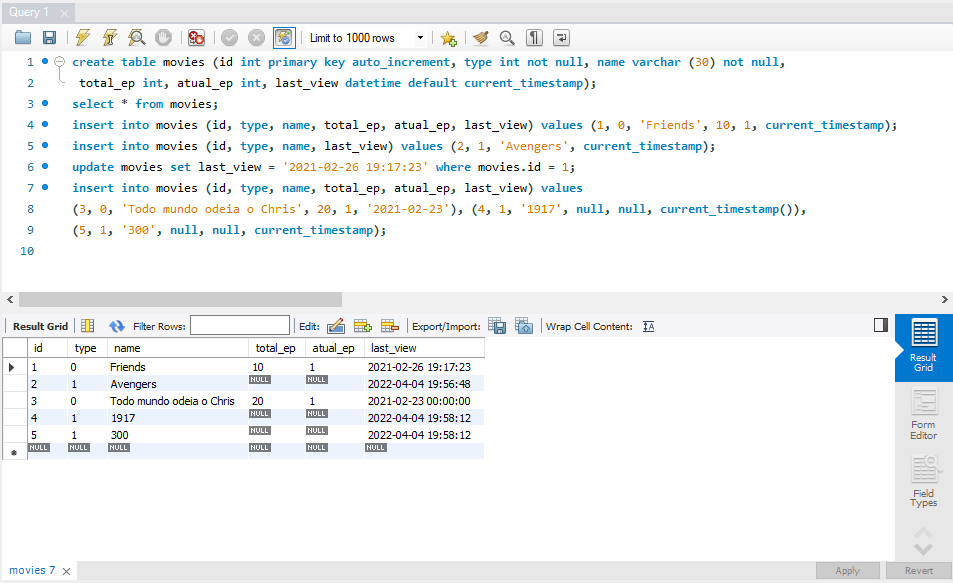 Query 1
Limit to 1000 rows
1 create table movies (id int primary key auto_increment, type int not null, name varchar (30) not null,
2 total_ep int, atual_ep int, last_view datetime default current_timestamp);
3 select * from movies;
4 insert into movies (id, type, name, total_ep, atual_ep, last_view) values (1, 0, 'Friends', 10, 1, current_timestamp);
5 insert into movies (id, type, name, last_view) values (2, 1, 'Avengers', current_timestamp);
6 update movies set last_view = '2021-02-26 19:17:23' where movies.id = 1;
7 insert into movies (id, type, name, total_ep, atual_ep, last_view) values
8 (3, 0, 'Todo mundo odeia o Chris', 20, 1, '2021-02-23'), (4, 1, '1917', null, null, current_timestamp()),
9 (5, 1, '300', null, null, current_timestamp);
10
Result Grid Filter Rows: Edit: Export/Import: Wrap Cell Content:
id type name total_ep atual_ep last_view
1 0 Friends 10 1 2021-02-26 19:17:23
2 1 Avengers NULL NULL 2022-04-04 19:56:48
3 0 Todo mundo odeia o Chris 20 1 2021-02-23 00:00:00
4 1 1917 NULL NULL 2022-04-04 19:58:12
5 1 300 NULL NULL 2022-04-04 19:58:12
NULL NULL NULL NULL NULL NULL
Result
Grid
Form
Editor
Field
Types
movies 7
Apply Revert